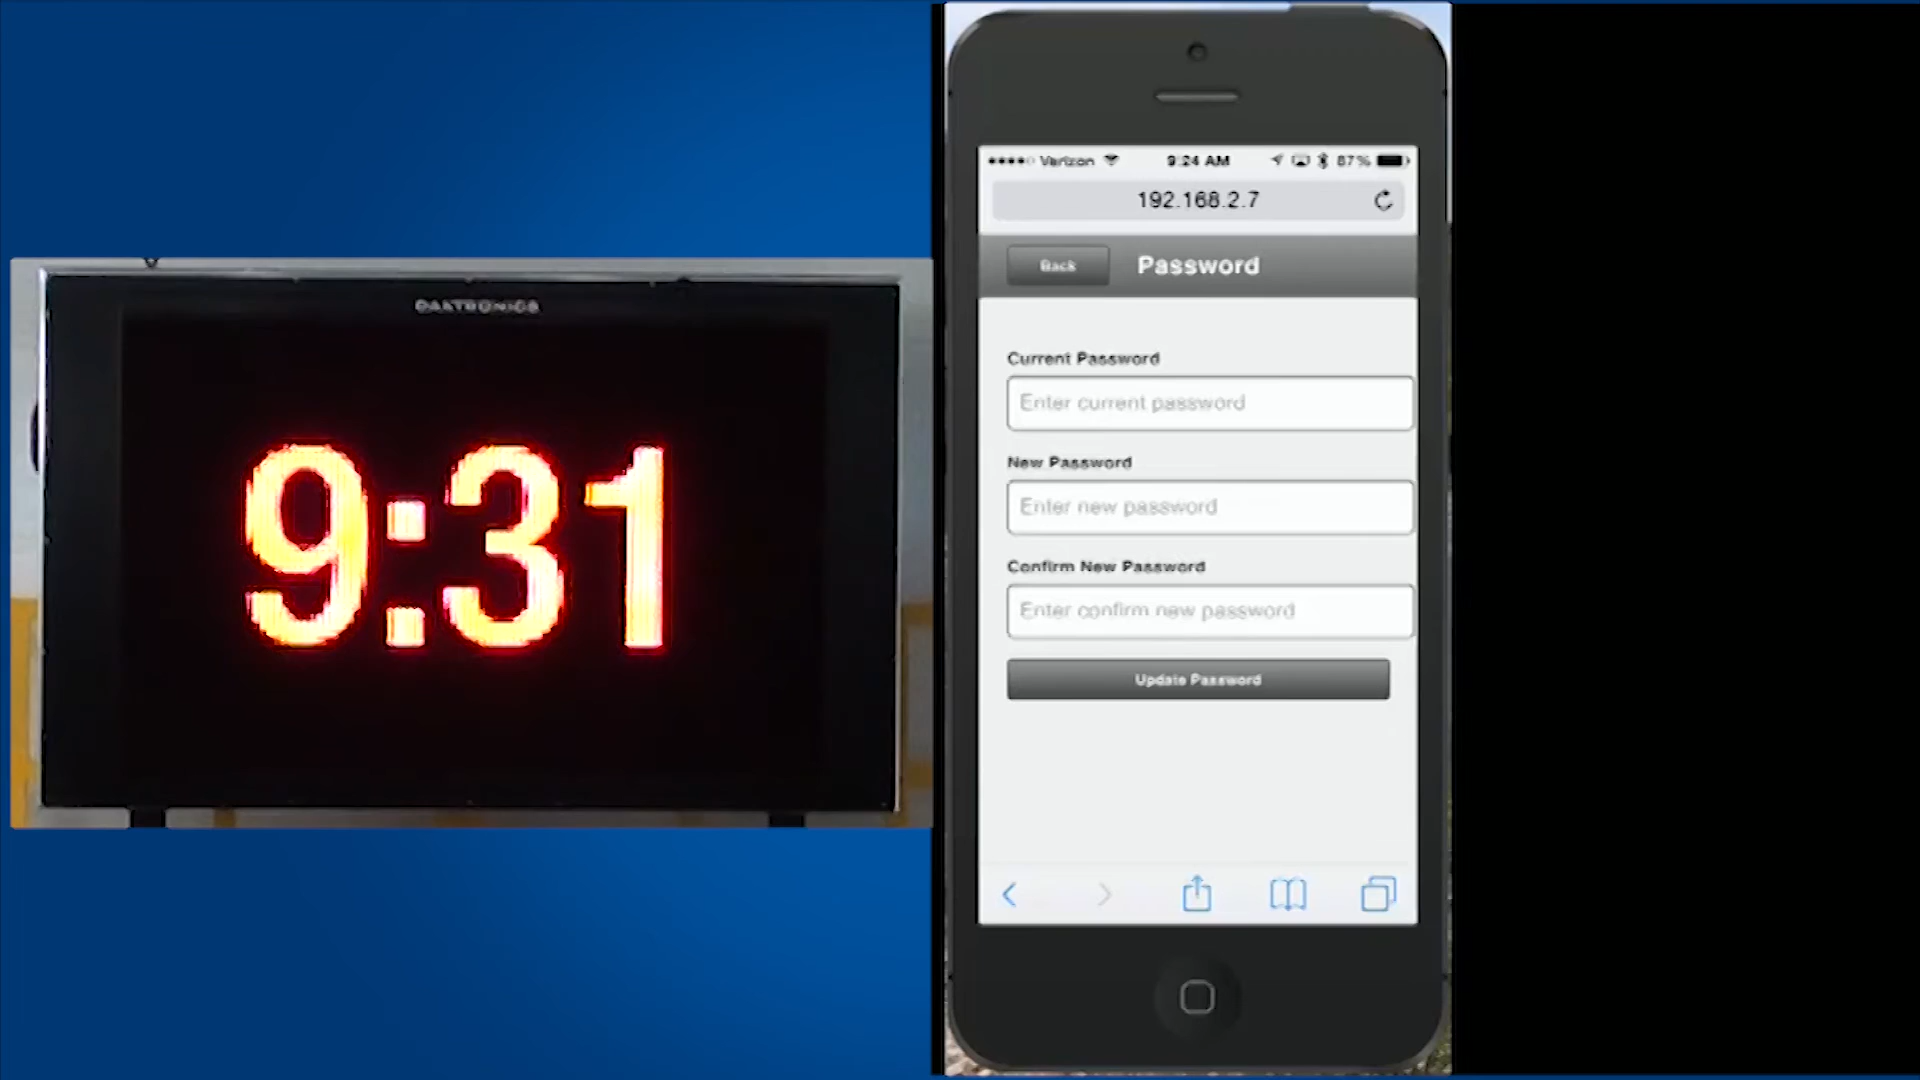 DAKTRONICS
9:31
Verizon 9:24 AM 87%
192.168.2.7
Back Password
Current Password
Enter current password
New Password
Enter new password
Confirm New Password
Enter confirm new password
Update Password